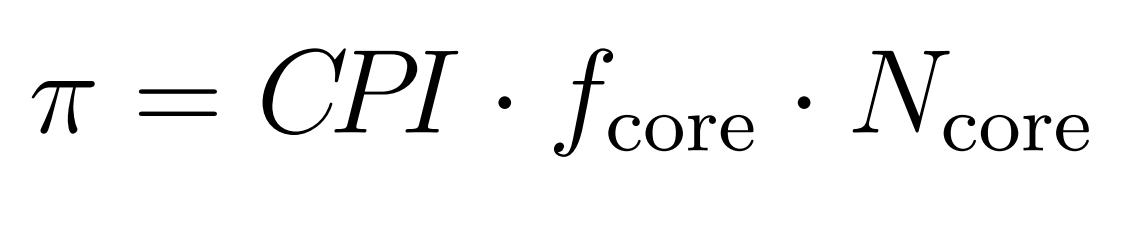 π = CPI · f_core · N_core